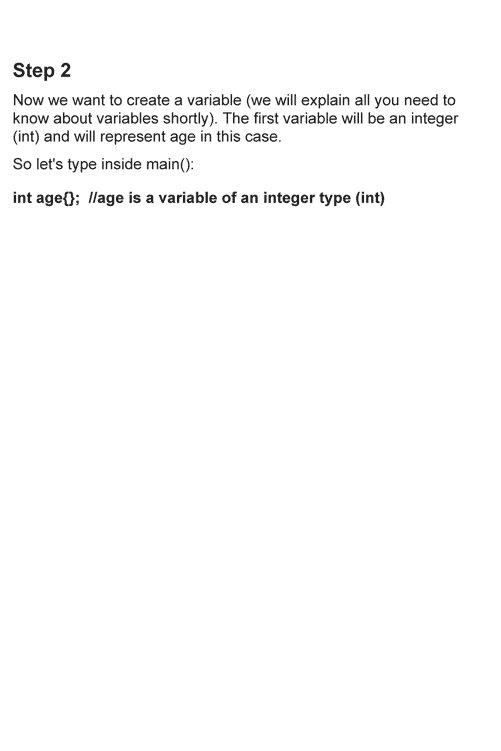 Step 2
Now we want to create a variable (we will explain all you need to
know about variables shortly). The first variable will be an integer
(int) and will represent age in this case.
So let's type inside main():
int age{};  //age is a variable of an integer type (int)